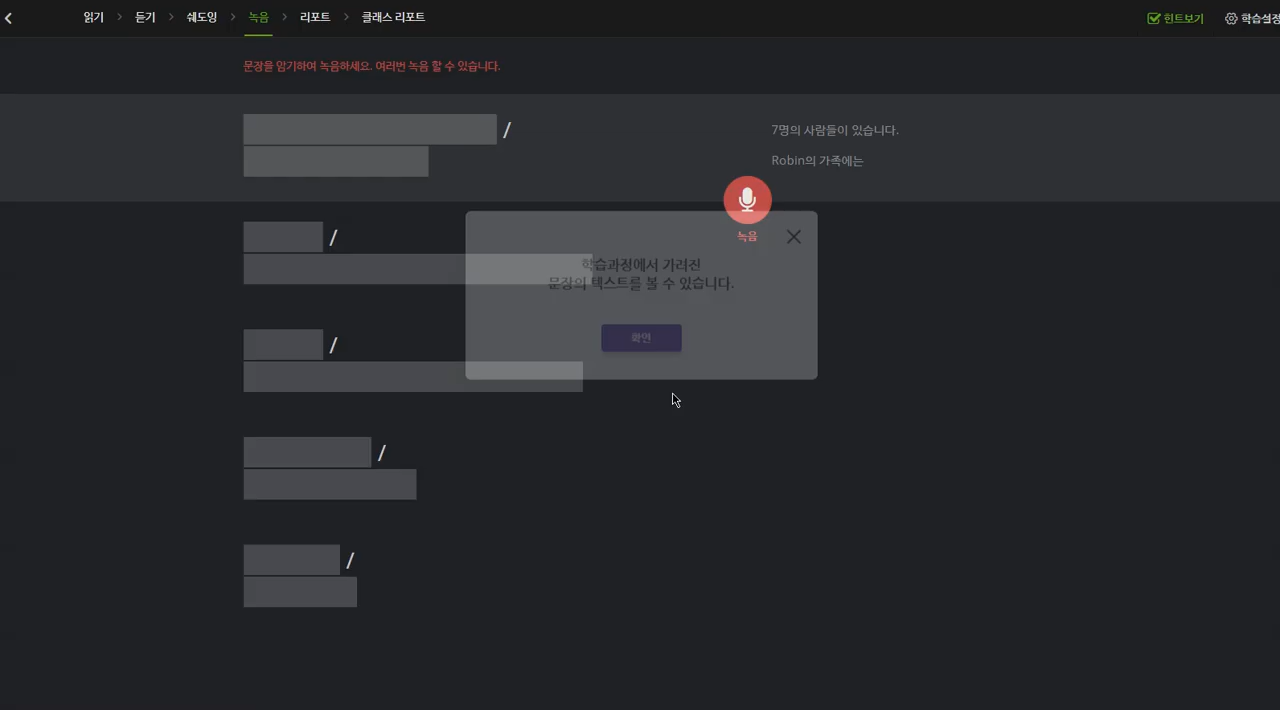 읽기
듣기
쉐도잉
녹음
리포트
클래스 리포트
힌트보기
학습설정
문장을 암기하여 녹음하세요. 여러번 녹음 할 수 있습니다.
/
7명의 사람들이 있습니다.
Robin의 가족에는
녹음
/
학습과정에서 가려진
문장의 텍스트를 볼 수 있습니다.
확인
/
/
/